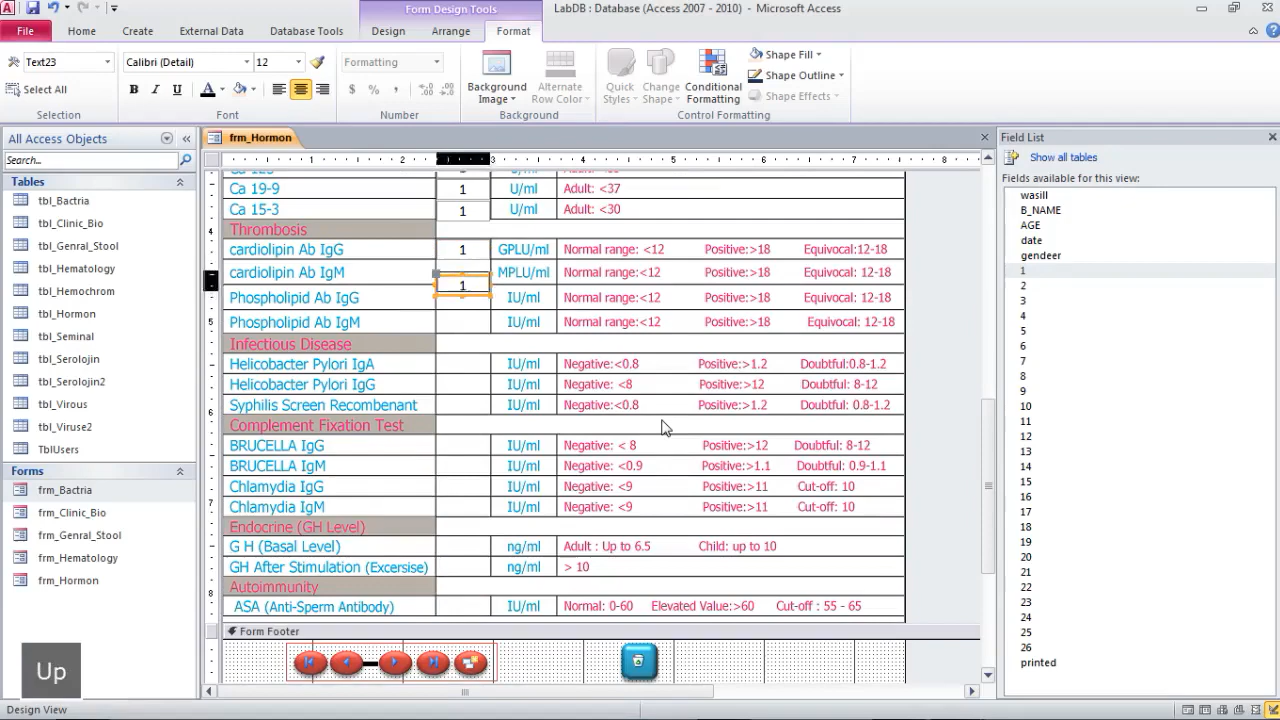 Form Design Tools
LabDB : Database (Access 2007 - 2010) - Microsoft Access
File Home Create External Data Database Tools Design Arrange Format
Text23
Calibri (Detail) 12
Formatting
Select All
B I U A
$ % ,
Background Image
Alternate Row Color
Quick Styles
Change Shape
Conditional Formatting
Shape Fill
Shape Outline
Shape Effects
Selection Font Number Background Control Formatting
All Access Objects
Search...
Tables
tbl_Bactria
tbl_Clinic_Bio
tbl_Genral_Stool
tbl_Hematology
tbl_Hemochrom
tbl_Hormon
tbl_Seminal
tbl_Serolojin
tbl_Serolojin2
tbl_Virous
tbl_Viruse2
TblUsers
Forms
frm_Bactria
frm_Clinic_Bio
frm_Genral_Stool
frm_Hematology
frm_Hormon
frm_Hormon
1 2 3 4 5 6 7 8
Ca 19-9 1 U/ml Adult: <37
Ca 15-3 1 U/ml Adult: <30
4
Thrombosis
cardiolipin Ab IgG 1 GPLU/ml Normal range: <12 Positive:>18 Equivocal:12-18
cardiolipin Ab IgM MPLU/ml Normal range:<12 Positive:>18 Equivocal: 12-18
1
Phospholipid Ab IgG IU/ml Normal range:<12 Positive:>18 Equivocal: 12-18
5
Phospholipid Ab IgM IU/ml Normal range:<12 Positive:>18 Equivocal: 12-18
Infectious Disease
Helicobacter Pylori IgA IU/ml Negative:<0.8 Positive:>1.2 Doubtful:0.8-1.2
Helicobacter Pylori IgG IU/ml Negative: <8 Positive:>12 Doubtful: 8-12
6
Syphilis Screen Recombenant IU/ml Negative:<0.8 Positive:>1.2 Doubtful: 0.8-1.2
Complement Fixation Test
BRUCELLA IgG IU/ml Negative: < 8 Positive:>12 Doubtful: 8-12
BRUCELLA IgM IU/ml Negative: <0.9 Positive:>1.1 Doubtful: 0.9-1.1
Chlamydia IgG IU/ml Negative: <9 Positive:>11 Cut-off: 10
7
Chlamydia IgM IU/ml Negative: <9 Positive:>11 Cut-off: 10
Endocrine (GH Level)
G H (Basal Level) ng/ml Adult : Up to 6.5 Child: up to 10
GH After Stimulation (Excersise) ng/ml > 10
Autoimmunity
8
ASA (Anti-Sperm Antibody) IU/ml Normal: 0-60 Elevated Value:>60 Cut-off : 55 - 65
Form Footer
Field List
Show all tables
Fields available for this view:
wasill
B_NAME
AGE
date
gendeer
1
2
3
4
5
6
7
8
9
10
11
12
13
14
15
16
17
18
19
20
21
22
23
24
25
26
printed
Up
Design View